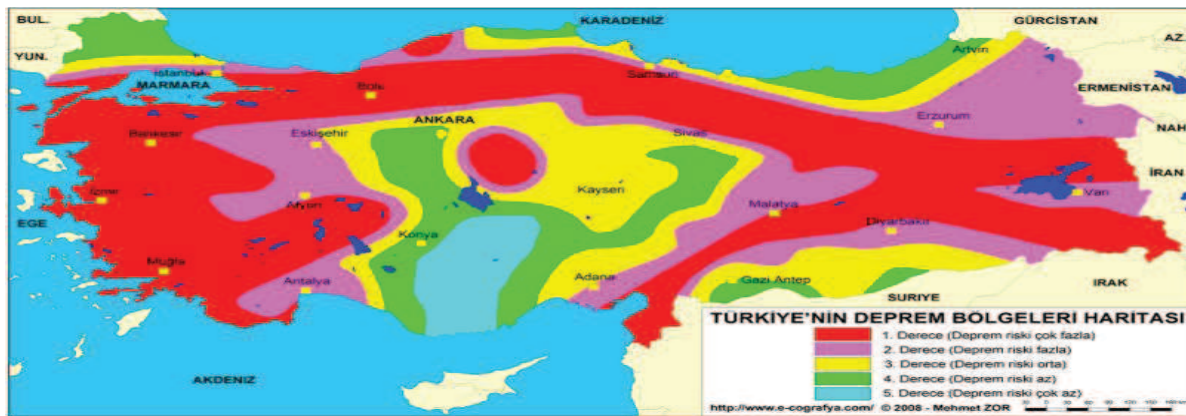 BUL.
KARADENİZ
GÜRCİSTAN
YUN.
Artvin
AZ.
İstanbul
MARMARA
Samsun
Bolu
ERMENİSTAN
ANKARA
Erzurum
Balıkesir
Eskişehir
Sivas
NAH
İRAN
İzmir
Kayseri
Van
Afyon
Malatya
EGE
Konya
Diyarbakır
Muğla
Antalya
Adana
Gazi Antep
IRAK
SURIYE
TÜRKİYE'NİN DEPREM BÖLGELERİ HARİTASI
1. Derece (Deprem riski çok fazla)
2. Derece (Deprem riski fazla)
3. Derece (Deprem riski orta)
4. Derece (Deprem riski az)
5. Derece (Deprem riski çok az)
AKDENIZ
http://www.e-cografya.com/ © 2008 - Mehmet ZOR